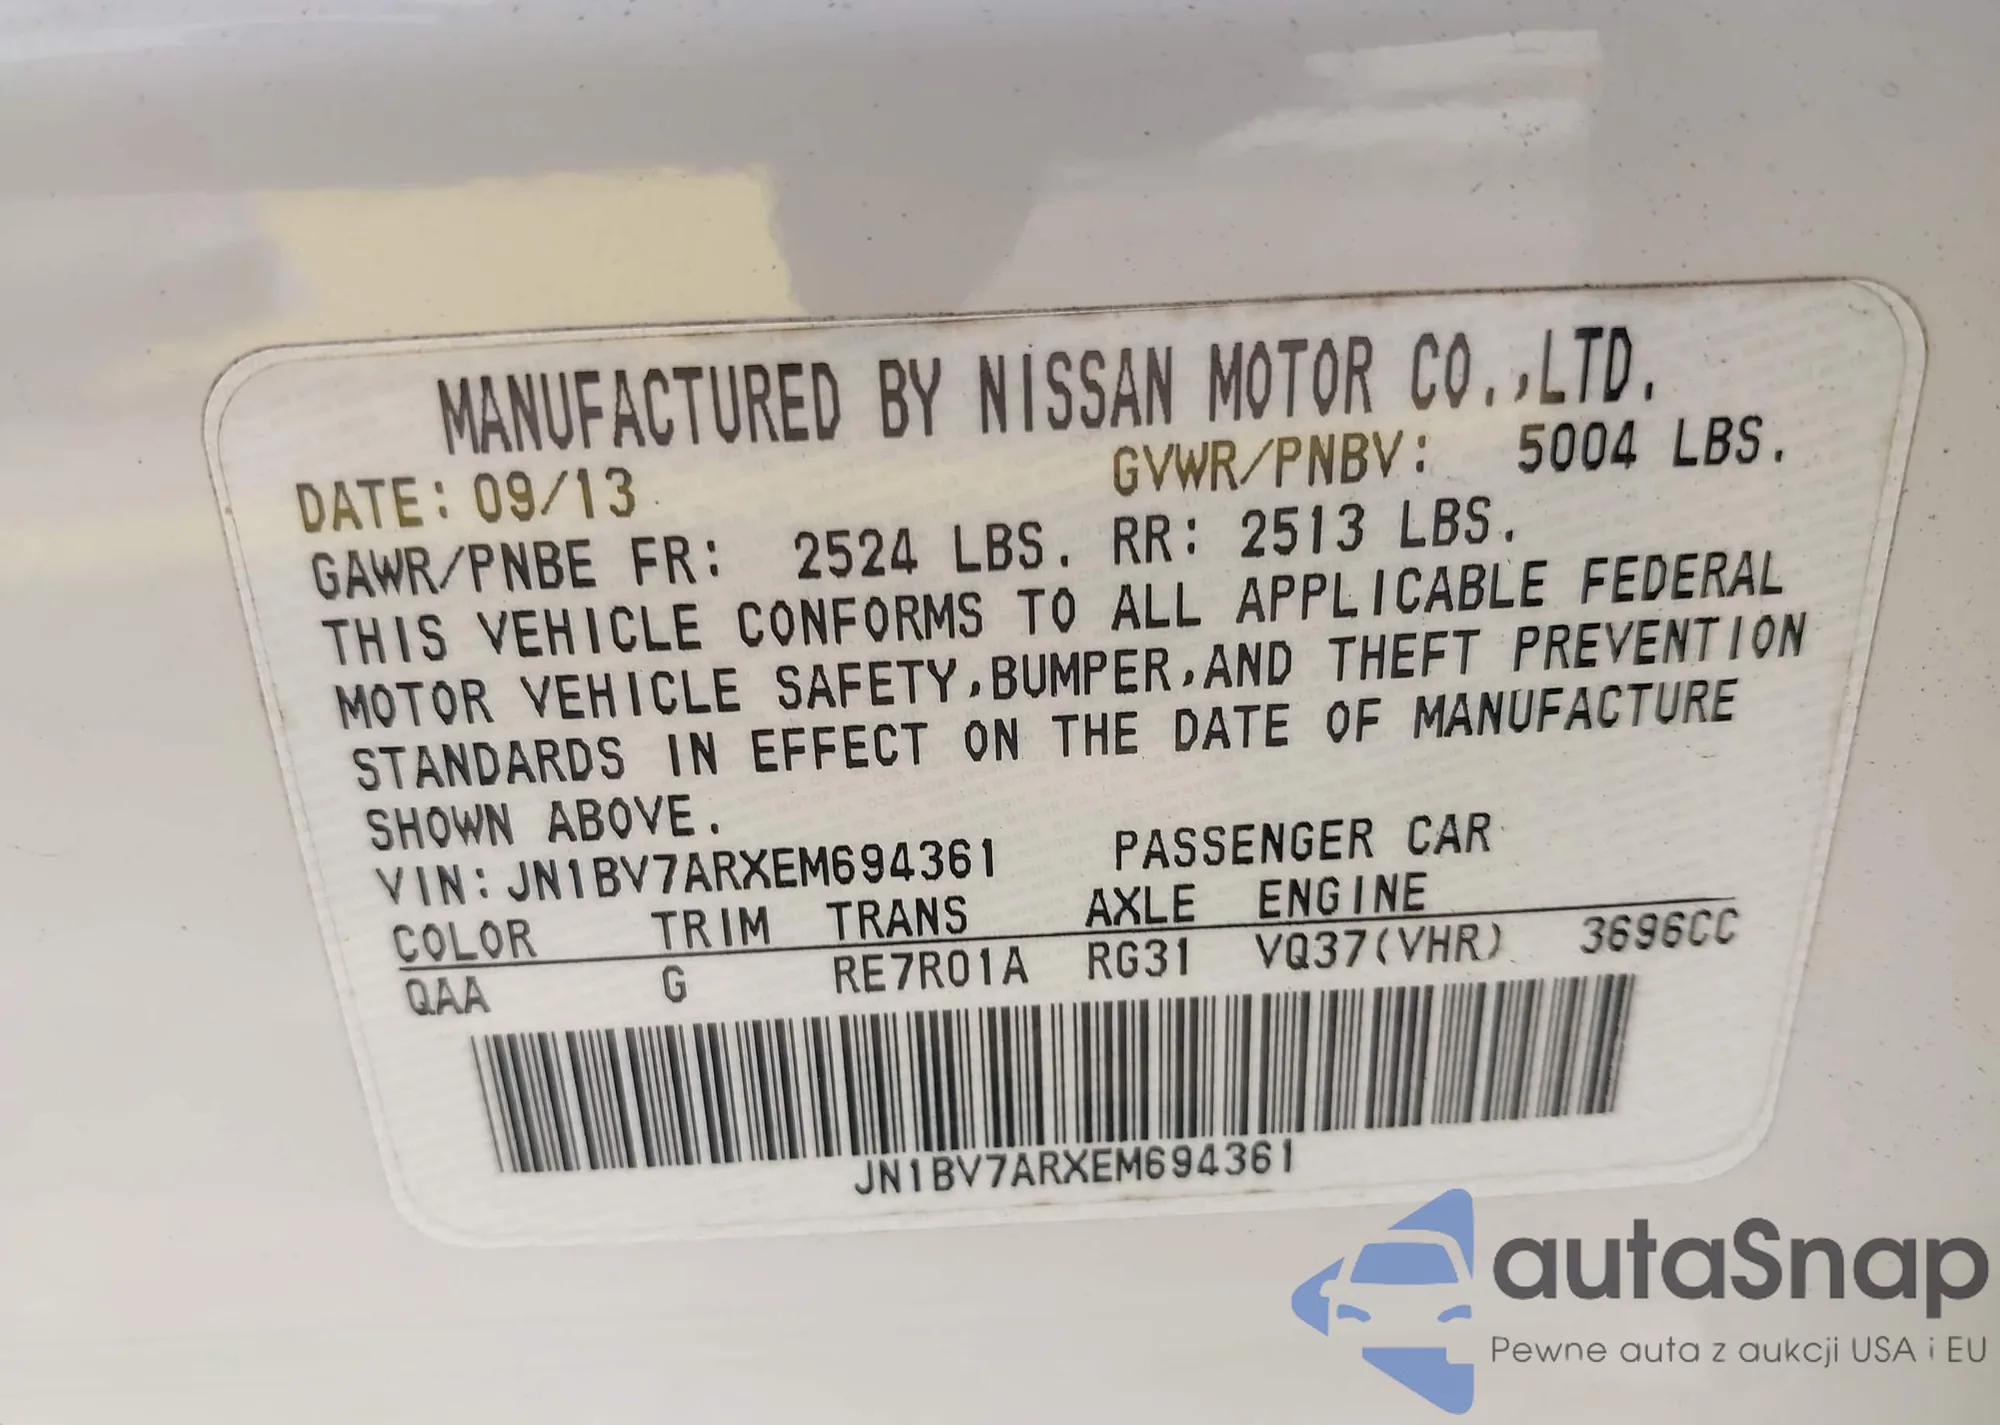 MANUFACTURED BY NISSAN MOTOR CO.,LTD.
DATE: 09/13 GVWR/PNBV: 5004 LBS.
GAWR/PNBE FR: 2524 LBS. RR: 2513 LBS.
THIS VEHICLE CONFORMS TO ALL APPLICABLE FEDERAL
MOTOR VEHICLE SAFETY,BUMPER,AND THEFT PREVENTION
STANDARDS IN EFFECT ON THE DATE OF MANUFACTURE
SHOWN ABOVE.
VIN:JN1BV7ARXEM694361 PASSENGER CAR
COLOR TRIM TRANS AXLE ENGINE
QAA G RE7R01A RG31 VQ37(VHR) 3696CC
JN1BV7ARXEM694361
autaSnap
Pewne auta z aukcji USA i EU